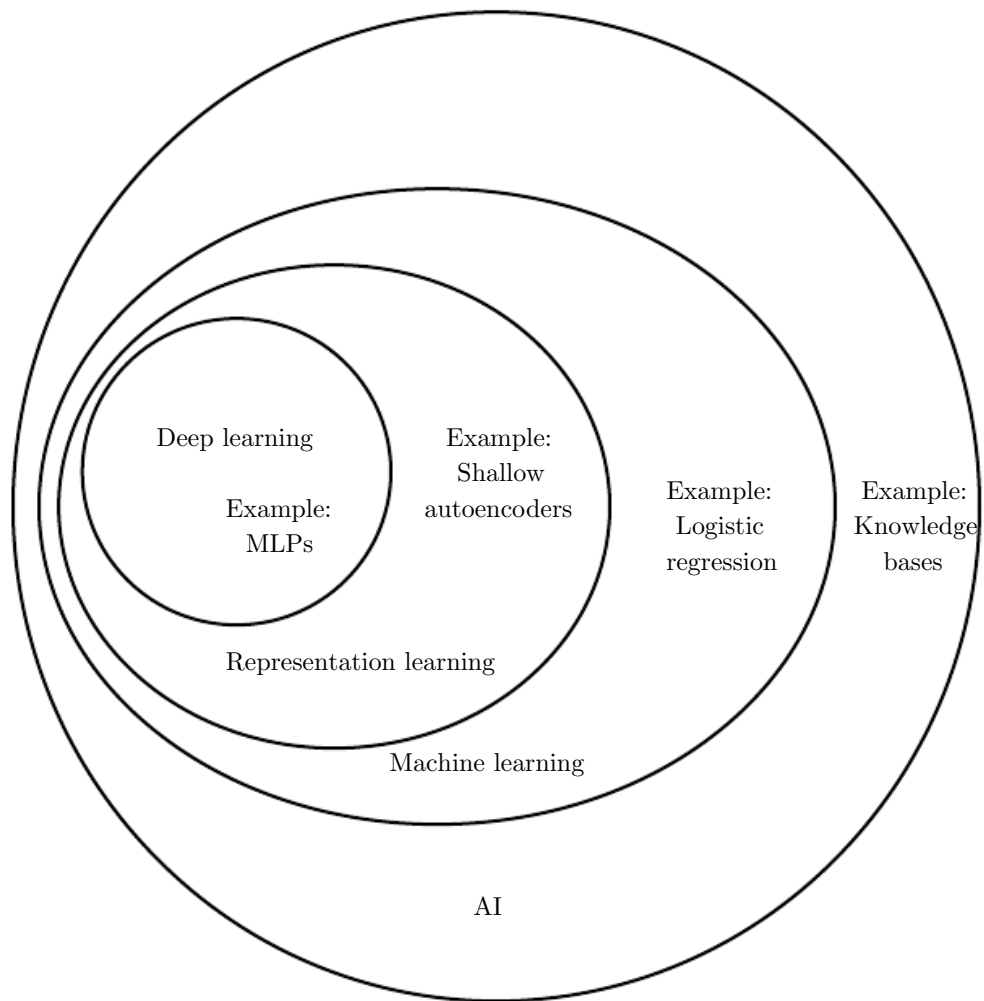 Deep learning
Example:
MLPs
Example:
Shallow
autoencoders
Example:
Logistic
regression
Example:
Knowledge
bases
Representation learning
Machine learning
AI